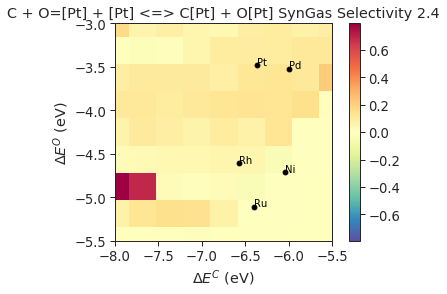 C + O=[Pt] + [Pt] <=> C[Pt] + O[Pt] SynGas Selectivity 2.4
−3.0
−3.5
−4.0
−4.5
−5.0
−5.5
ΔE^O (eV)
Pt
Pd
Rh
Ni
Ru
−8.0 −7.5 −7.0 −6.5 −6.0 −5.5
ΔE^C (eV)
0.6
0.4
0.2
0.0
−0.2
−0.4
−0.6